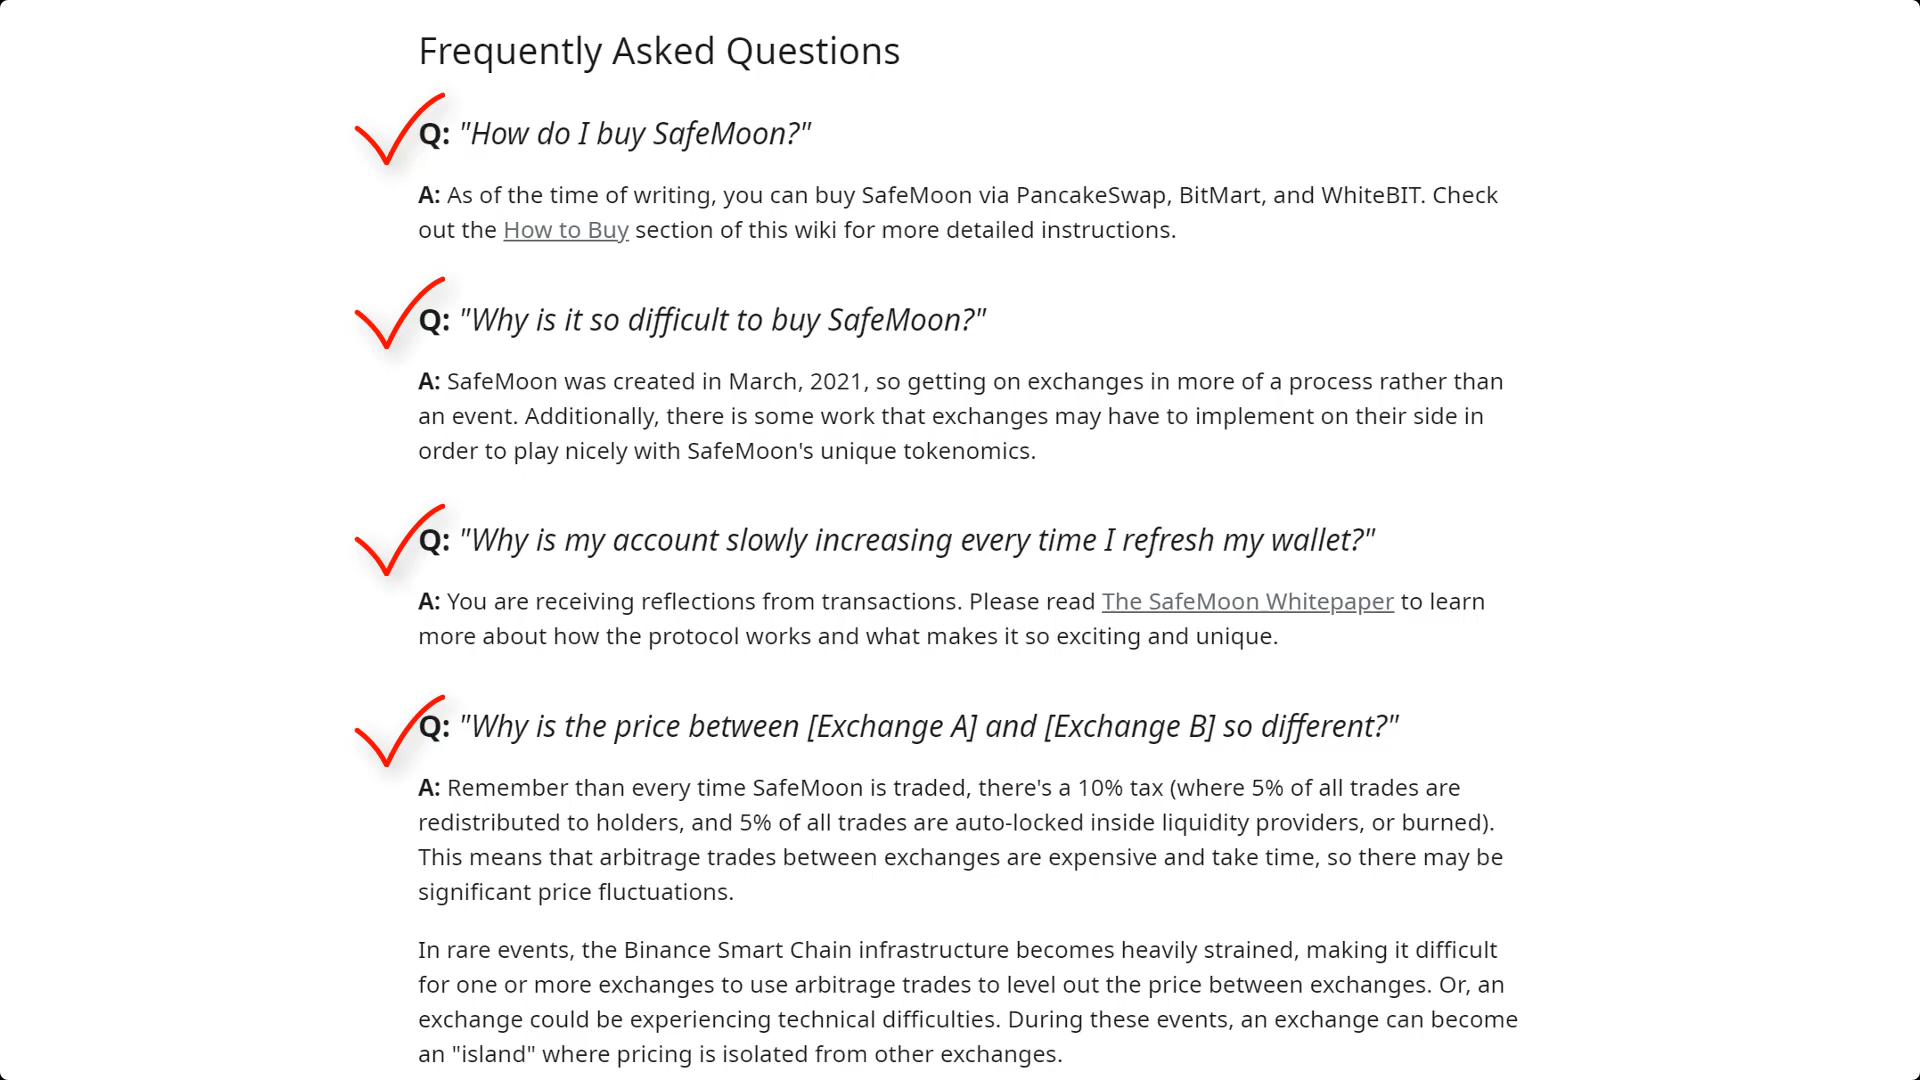 Frequently Asked Questions
Q: "How do I buy SafeMoon?"
A: As of the time of writing, you can buy SafeMoon via PancakeSwap, BitMart, and WhiteBIT. Check
out the How to Buy section of this wiki for more detailed instructions.
Q: "Why is it so difficult to buy SafeMoon?"
A: SafeMoon was created in March, 2021, so getting on exchanges in more of a process rather than
an event. Additionally, there is some work that exchanges may have to implement on their side in
order to play nicely with SafeMoon's unique tokenomics.
Q: "Why is my account slowly increasing every time I refresh my wallet?"
A: You are receiving reflections from transactions. Please read The SafeMoon Whitepaper to learn
more about how the protocol works and what makes it so exciting and unique.
Q: "Why is the price between [Exchange A] and [Exchange B] so different?"
A: Remember than every time SafeMoon is traded, there's a 10% tax (where 5% of all trades are
redistributed to holders, and 5% of all trades are auto-locked inside liquidity providers, or burned).
This means that arbitrage trades between exchanges are expensive and take time, so there may be
significant price fluctuations.
In rare events, the Binance Smart Chain infrastructure becomes heavily strained, making it difficult
for one or more exchanges to use arbitrage trades to level out the price between exchanges. Or, an
exchange could be experiencing technical difficulties. During these events, an exchange can become
an "island" where pricing is isolated from other exchanges.